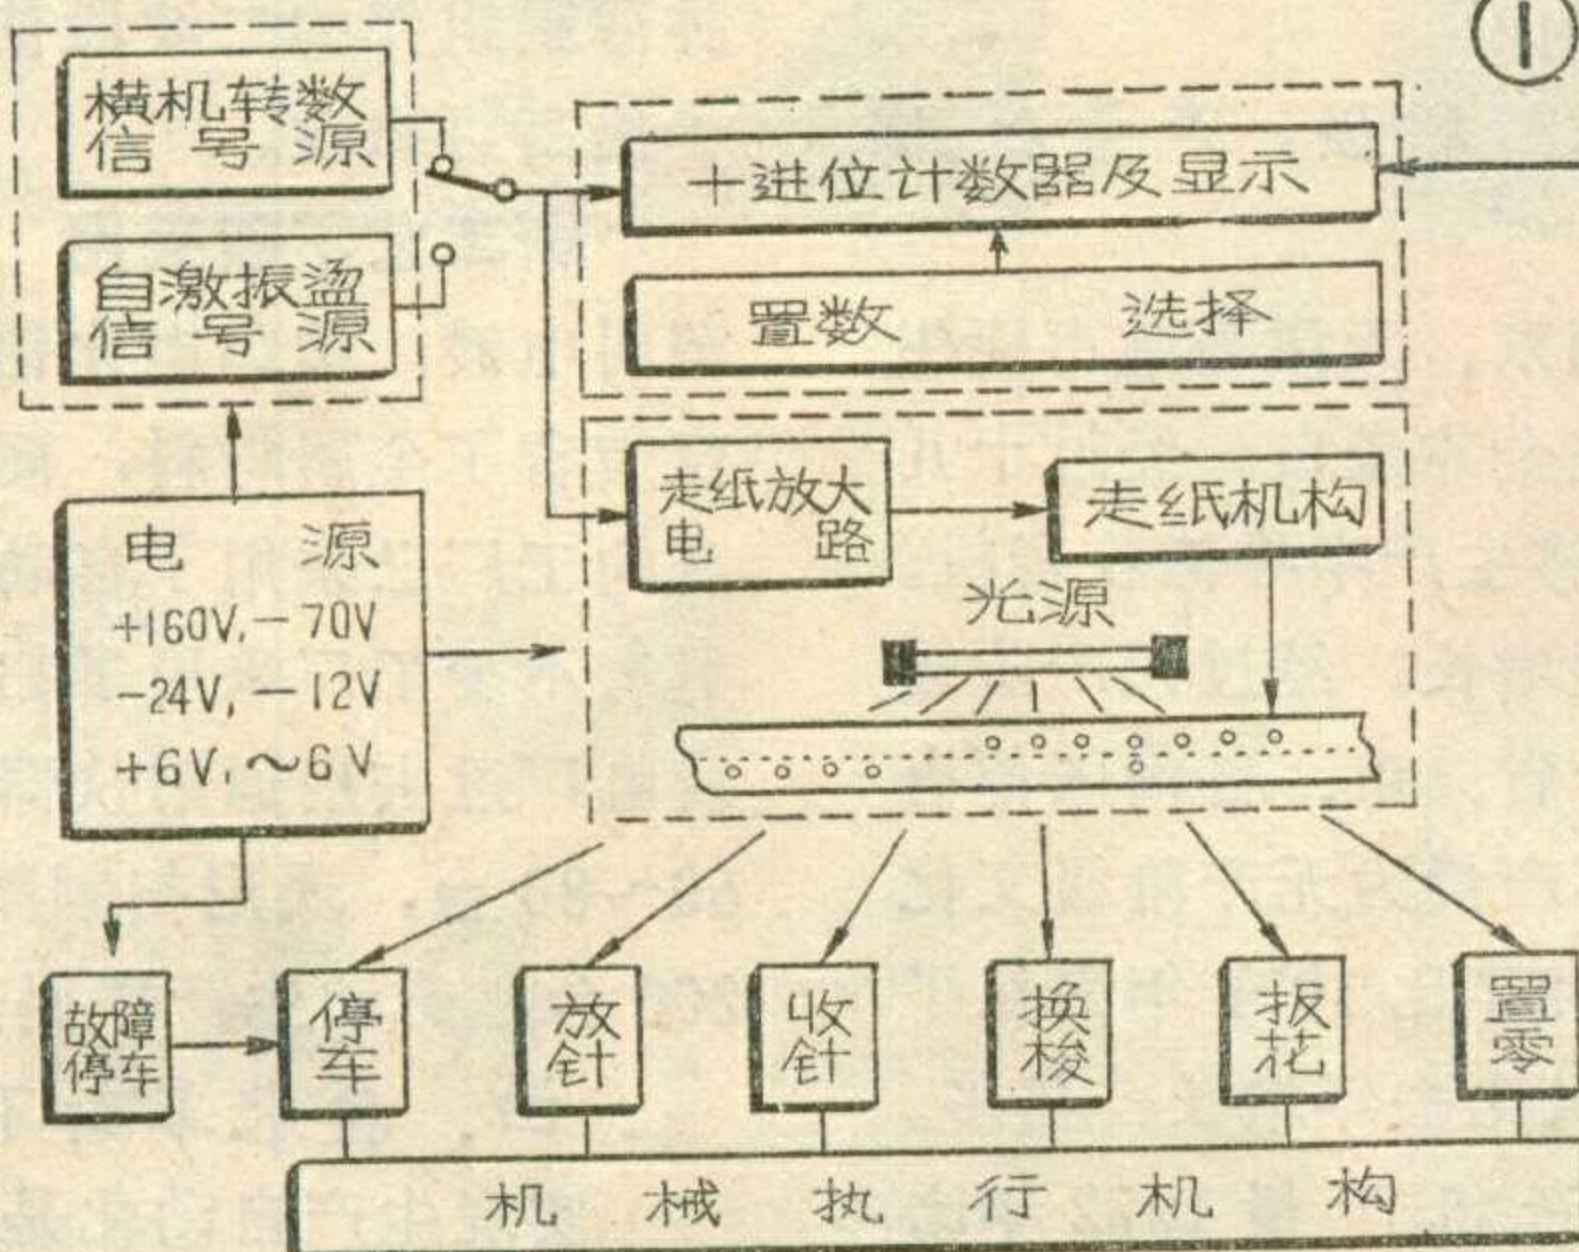 ①
横机转数
信号源
自激振盪
信号源
十进位计数器及显示
置数 选择
电源
+160V,－70V
-24V,－12V
+6V,～6V
走纸放大
电路
走纸机构
光源
故障
停车
停
车
放
针
收
针
换
梭
扳
花
置
零
机械执行机构